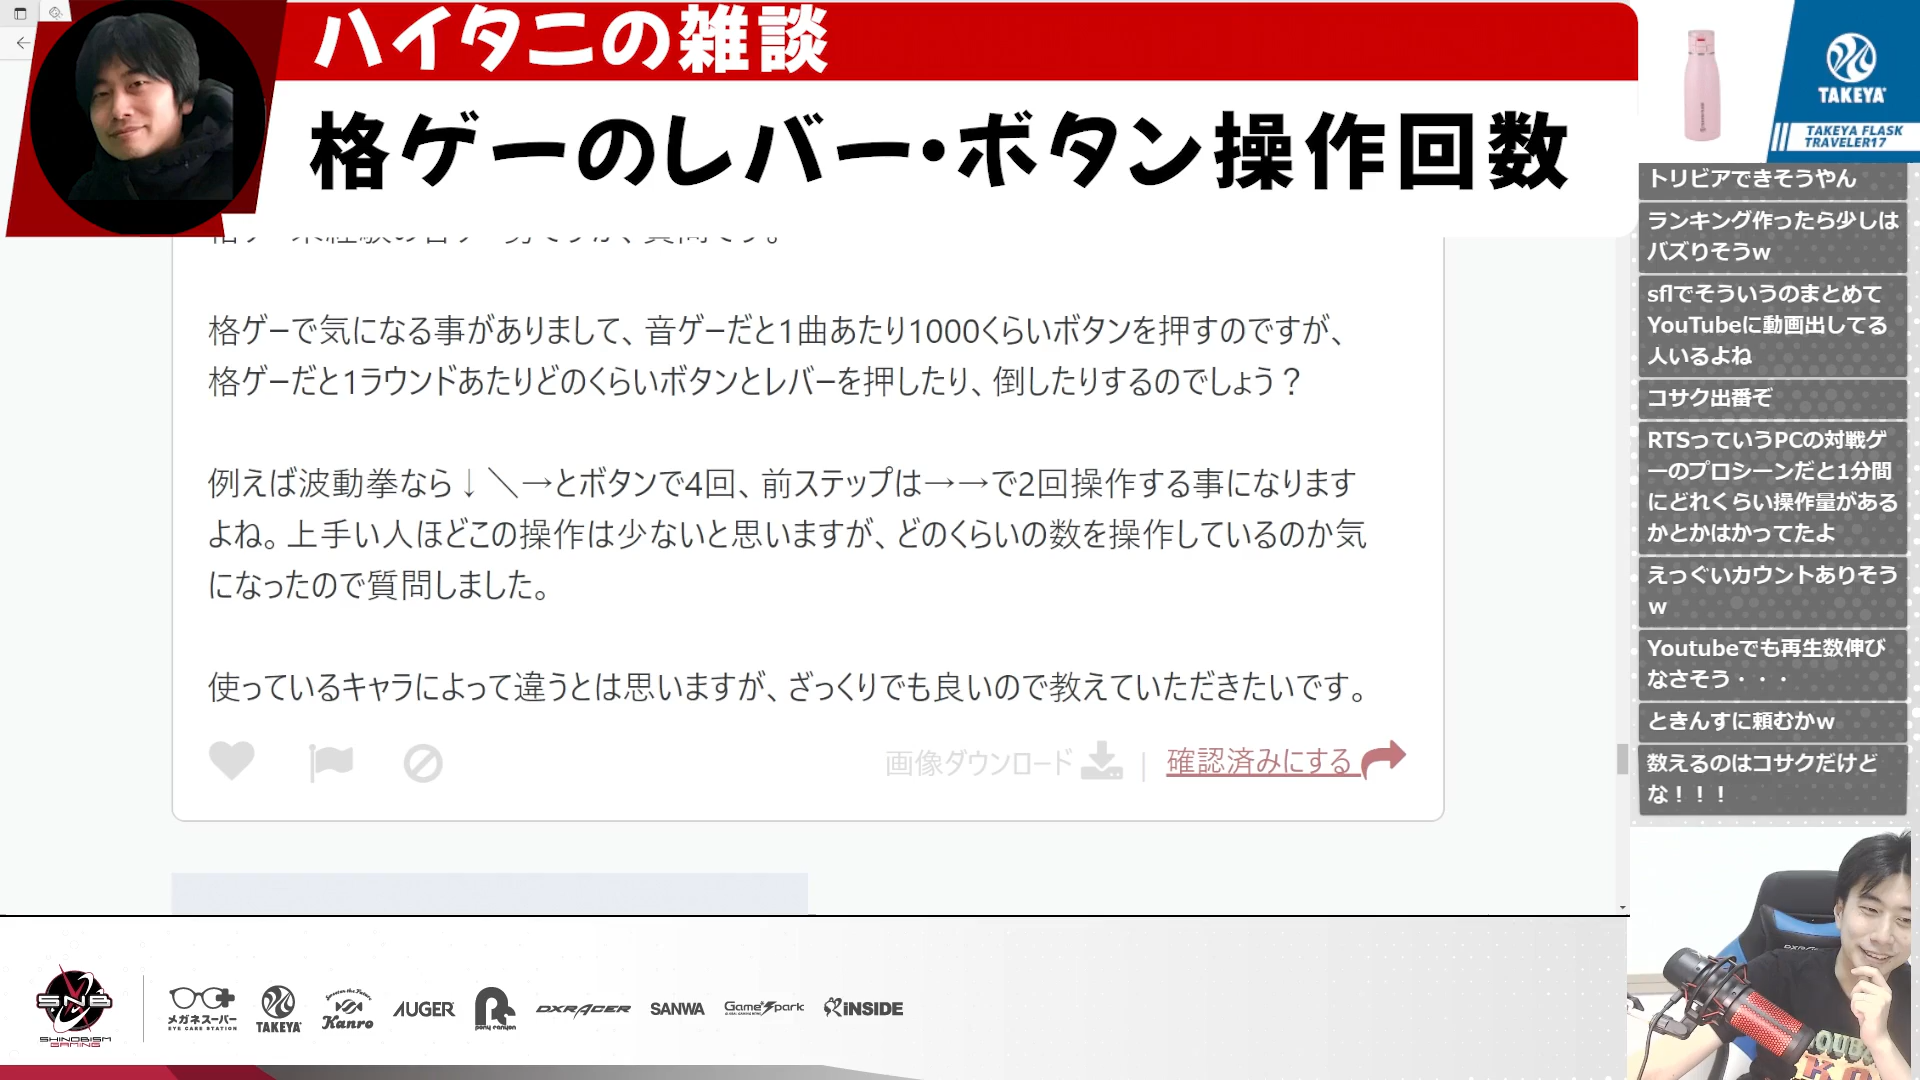 ハイタニの雑談
格ゲーのレバー・ボタン操作回数
格ゲーで気になる事がありまして、音ゲーだと1曲あたり1000くらいボタンを押すのですが、
格ゲーだと1ラウンドあたりどのくらいボタンとレバーを押したり、倒したりするのでしょう？
例えば波動拳なら↓＼→とボタンで4回、前ステップは→→で2回操作する事になります
よね。上手い人ほどこの操作は少ないと思いますが、どのくらいの数を操作しているのか気
になったので質問しました。
使っているキャラによって違うとは思いますが、ざっくりでも良いので教えていただきたいです。
画像ダウンロード | 確認済みにする
TAKEYA
TAKEYA FLASK
TRAVELER17
トリビアできそうやん
ランキング作ったら少しは
バズりそうw
sflでそういうのまとめて
YouTubeに動画出してる
人いるよね
コサク出番ぞ
RTSっていうPCの対戦ゲ
ーのプロシーンだと1分間
にどれくらい操作量がある
かとかはかってたよ
えっぐいカウントありそう
w
Youtubeでも再生数伸び
なさそう・・・
ときんすに頼むかw
数えるのはコサクだけど
な！！！
SNB
SHINOBISM
GAMING
メガネスーパー
EYE CARE STATION
TAKEYA
Kanro
AUGER
pony canyon
DXRACER
SANWA
Game*Spark
iNSIDE